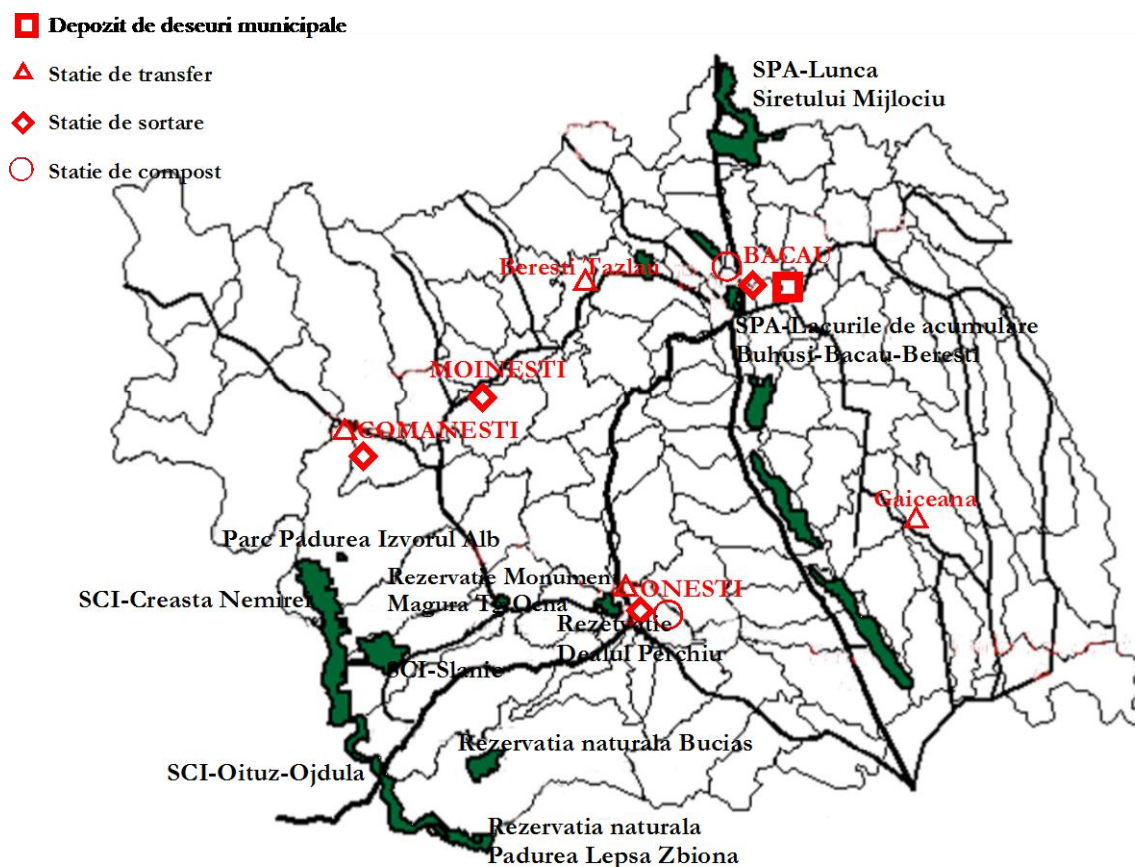 Depozit de deseuri municipale
Statie de transfer
Statie de sortare
Statie de compost
SPA-Lunca
Siretului Mijlociu
BACAU
Beresti Tazlau
SPA-Lacurile de acumulare
Buhusi-Bacau-Beresti
MOINESTI
COMANESTI
Gaiceana
Parc Padurea Izvorul Alb
Rezervatie Monument
Magura Tg Ocna
ONESTI
SCI-Creasta Nemirei
Rezetvatie
Dealul Perchiu
SCI-Slanic
Rezervatia naturala Bucias
SCI-Oituz-Ojdula
Rezervatia naturala
Padurea Lepsa Zbiona